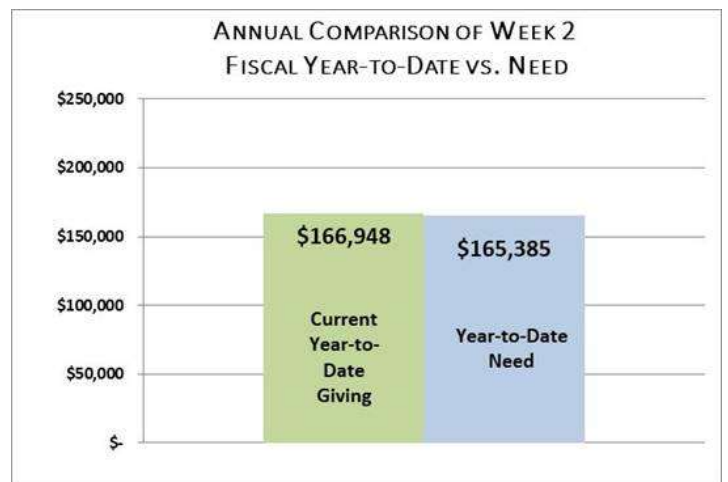 ANNUAL COMPARISON OF WEEK 2
FISCAL YEAR-TO-DATE VS. NEED
$250,000
$200,000
$150,000
$100,000
$50,000
$-
$166,948
Current
Year-to-
Date
Giving
$165,385
Year-to-Date
Need